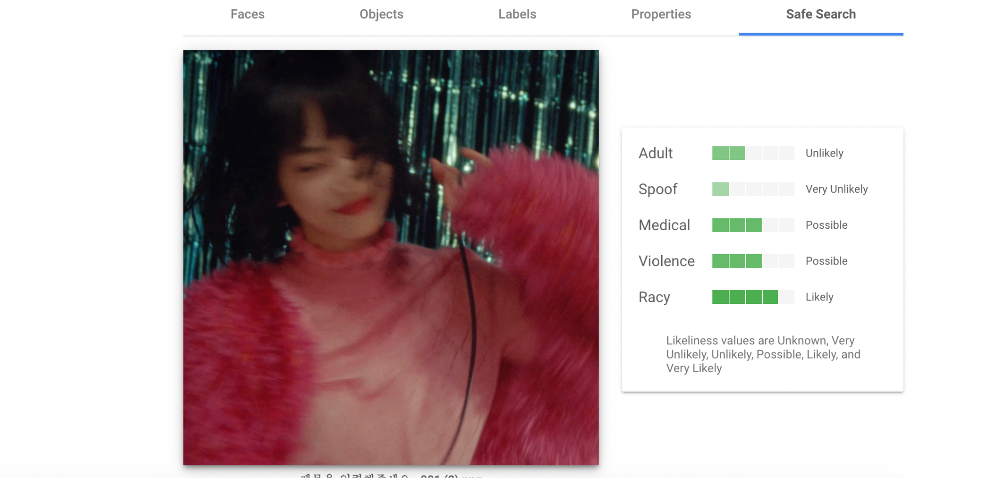 Faces Objects Labels Properties Safe Search
Adult Unlikely
Spoof Very Unlikely
Medical Possible
Violence Possible
Racy Likely
Likeliness values are Unknown, Very
Unlikely, Unlikely, Possible, Likely, and
Very Likely